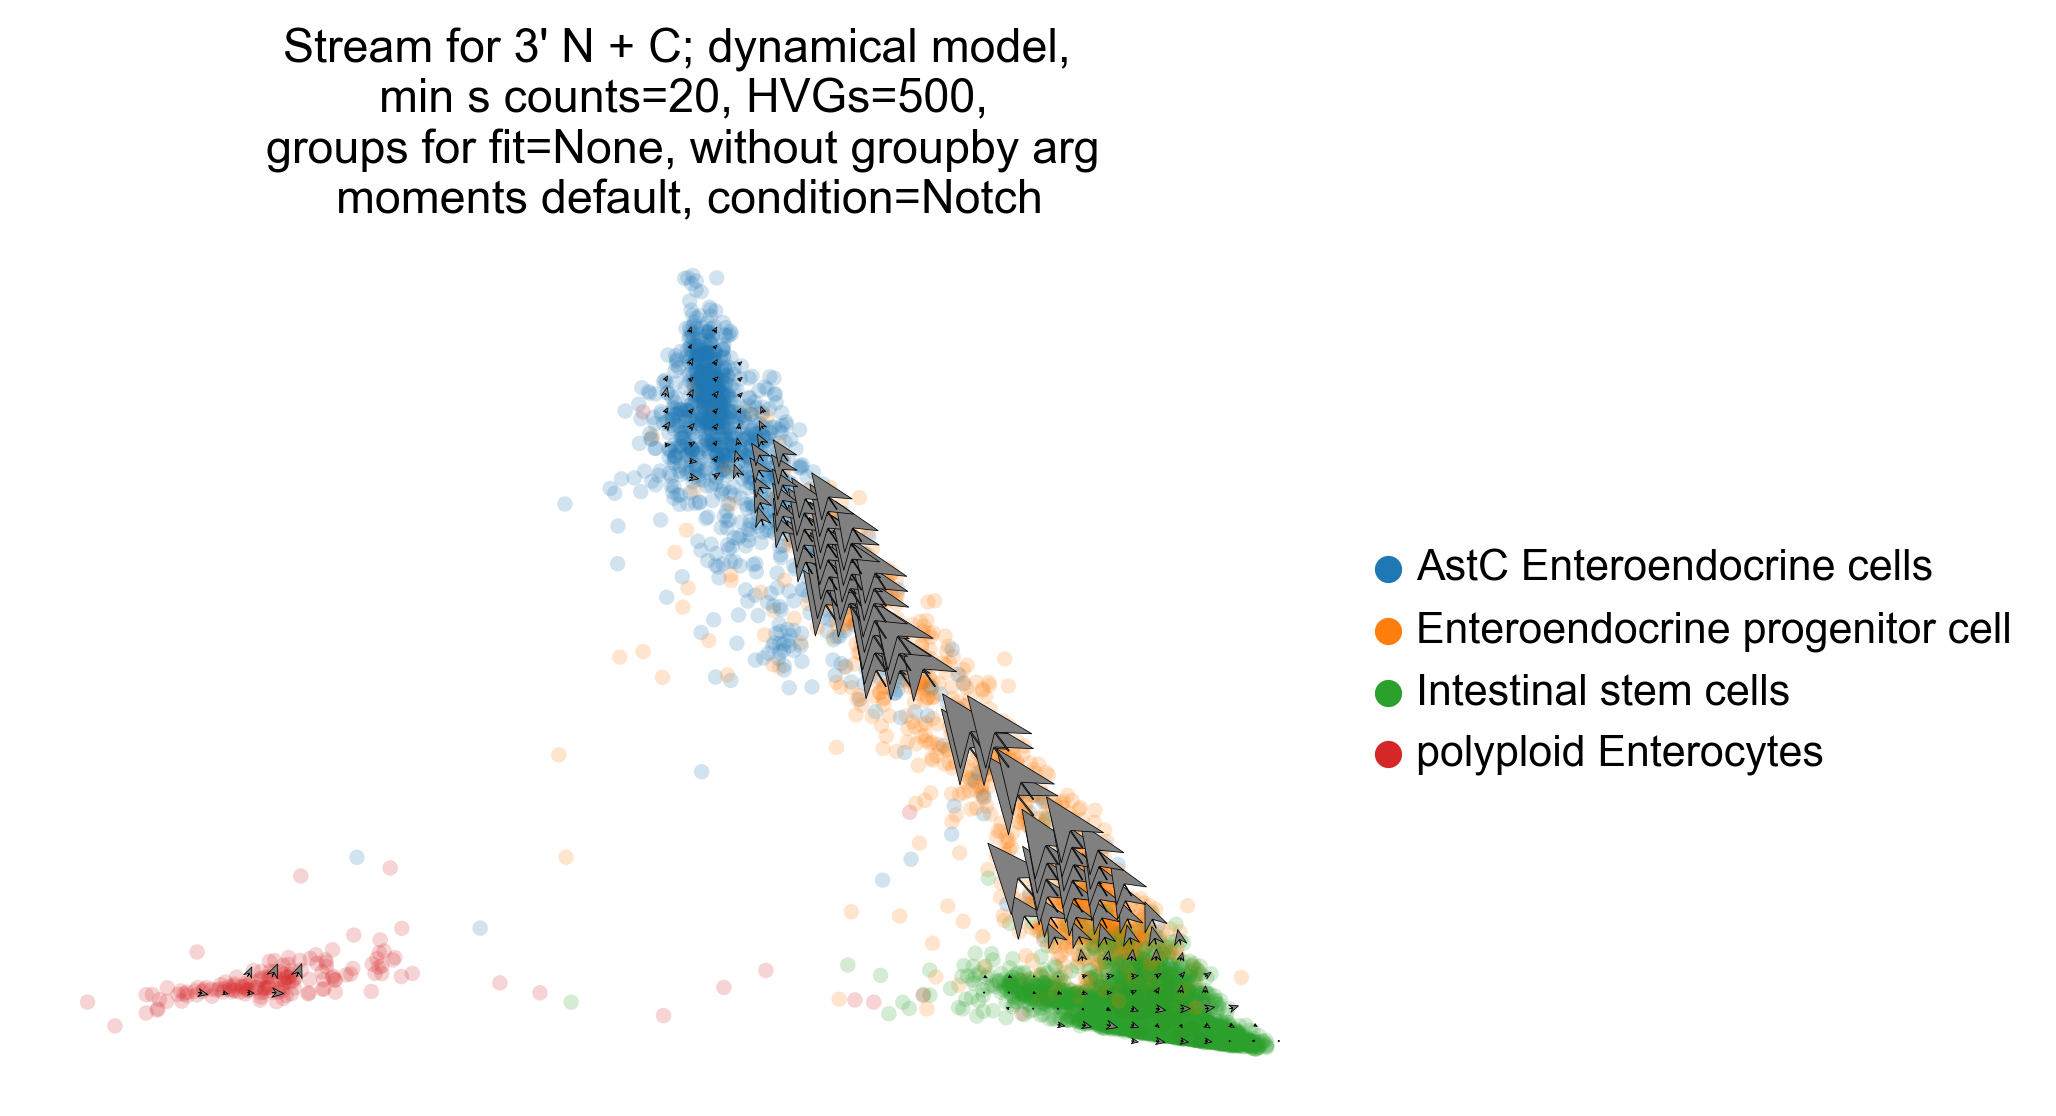 Stream for 3' N + C; dynamical model,
min s counts=20, HVGs=500,
groups for fit=None, without groupby arg
moments default, condition=Notch
AstC Enteroendocrine cells
Enteroendocrine progenitor cell
Intestinal stem cells
polyploid Enterocytes